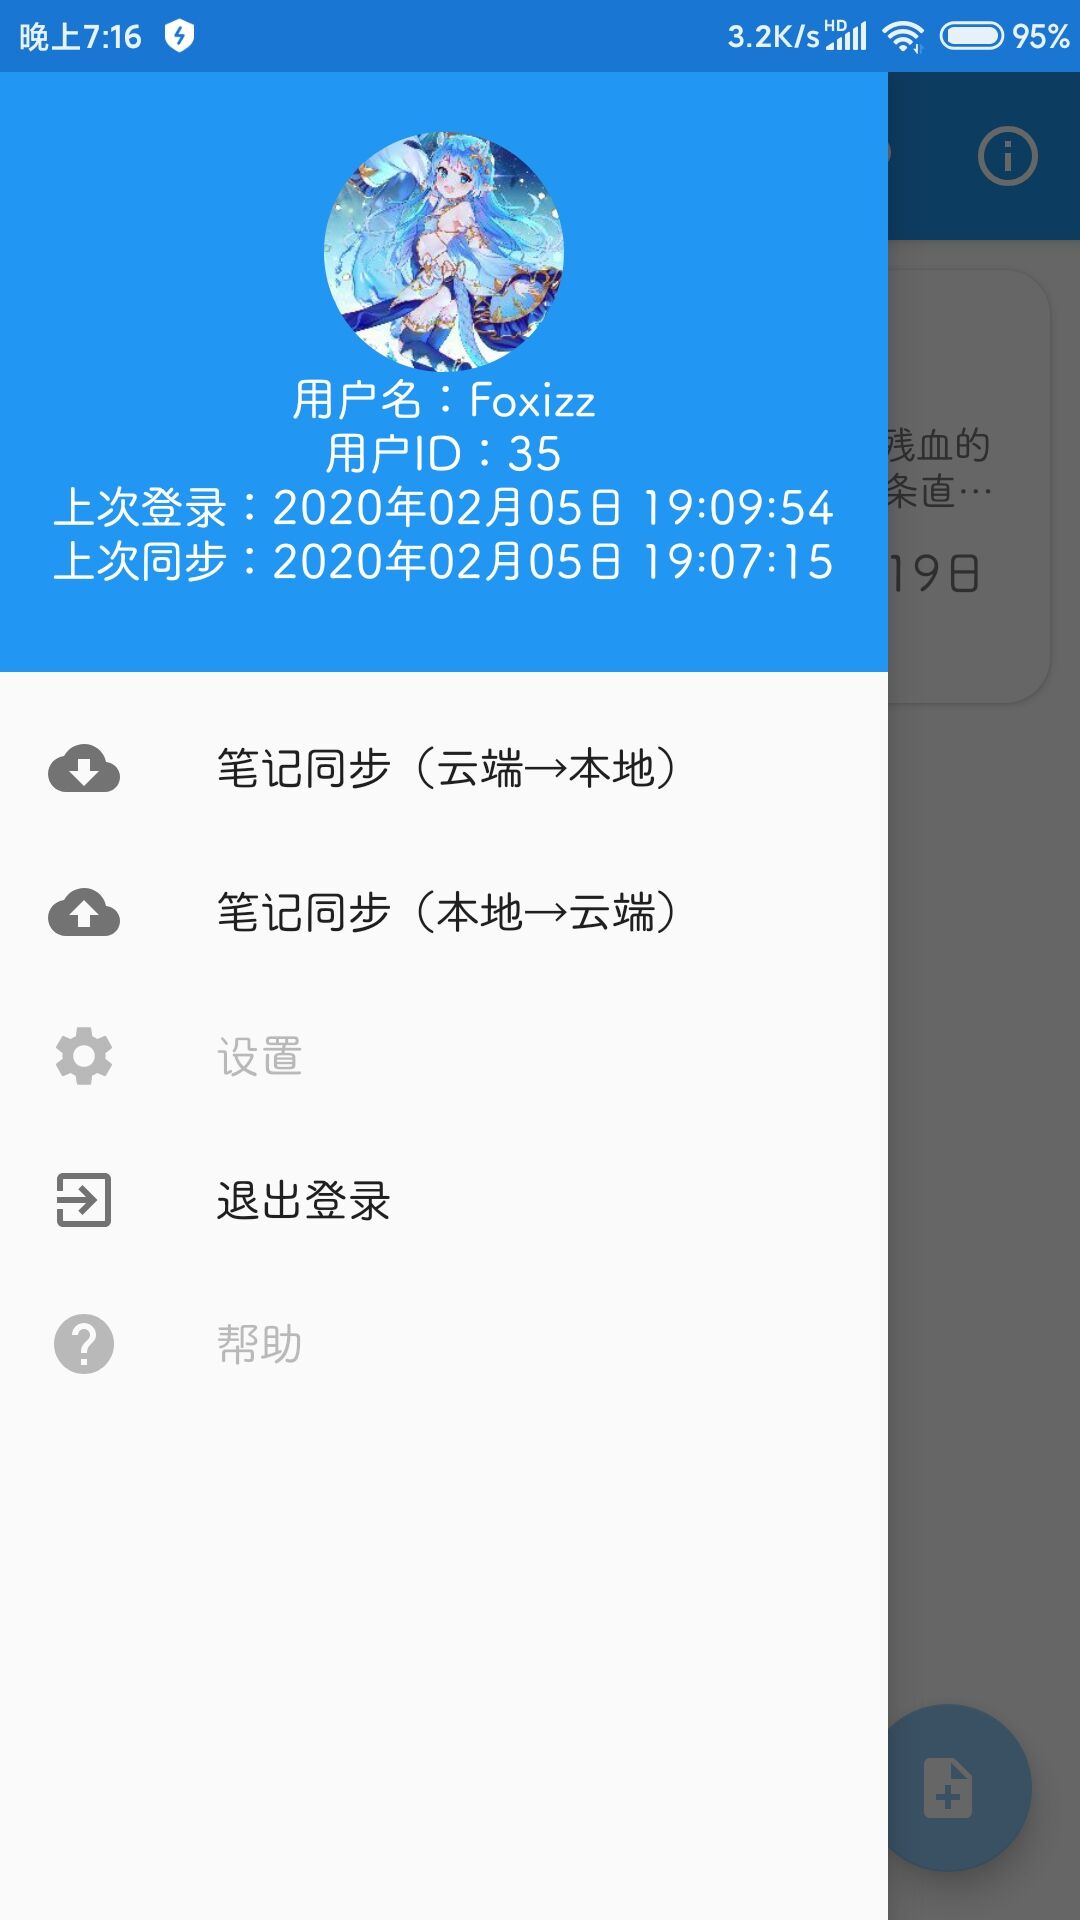 晚上7:16
3.2K/s HD 95%
用户名：Foxizz
用户ID：35
上次登录：2020年02月05日 19:09:54
上次同步：2020年02月05日 19:07:15
残血的
条直…
19日
笔记同步（云端→本地）
笔记同步（本地→云端）
设置
退出登录
帮助